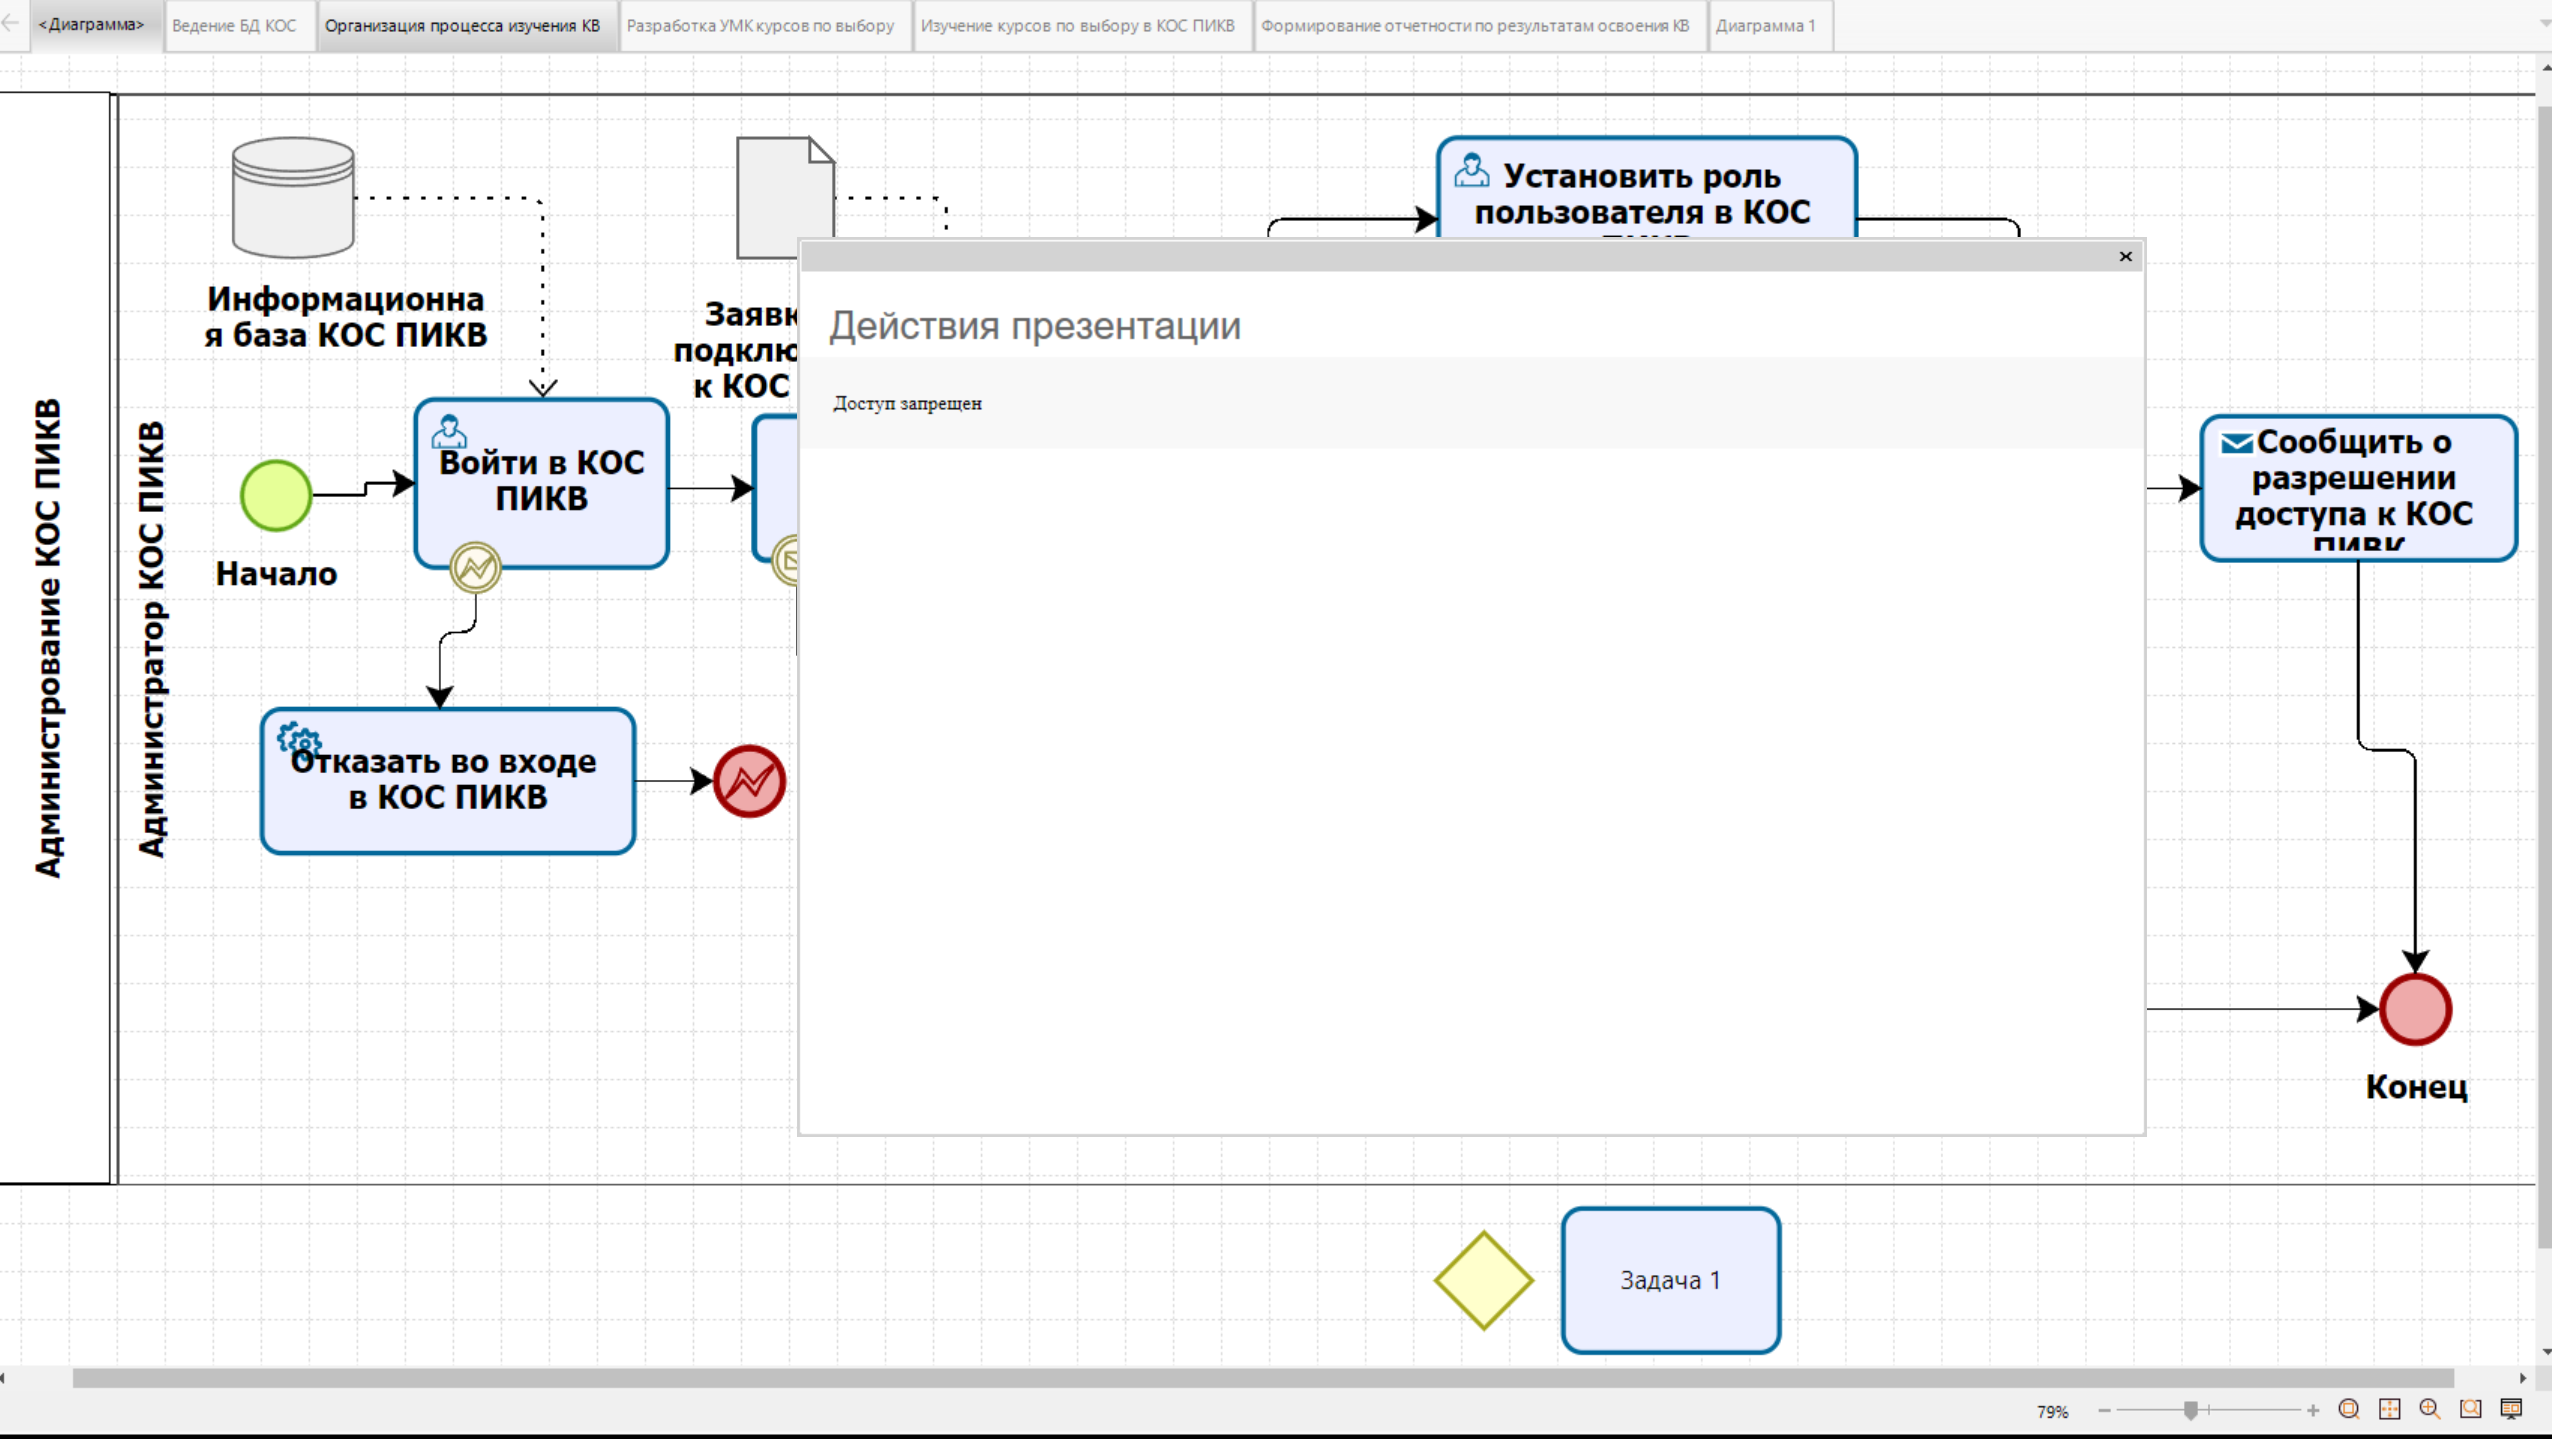 <Диаграмма>
Ведение БД КОС
Организация процесса изучения КВ
Разработка УМК курсов по выбору
Изучение курсов по выбору в КОС ПИКВ
Формирование отчетности по результатам освоения КВ
Диаграмма 1
Администрирование КОС ПИКВ
Администратор КОС ПИКВ
Информационна
я база КОС ПИКВ
к КОС
Установить роль
пользователя в КОС
Действия презентации
Доступ запрещен
Начало
Войти в КОС
ПИКВ
Отказать во входе
в КОС ПИКВ
Сообщить о
разрешении
доступа к КОС
ПИВК
Конец
Задача 1
79%